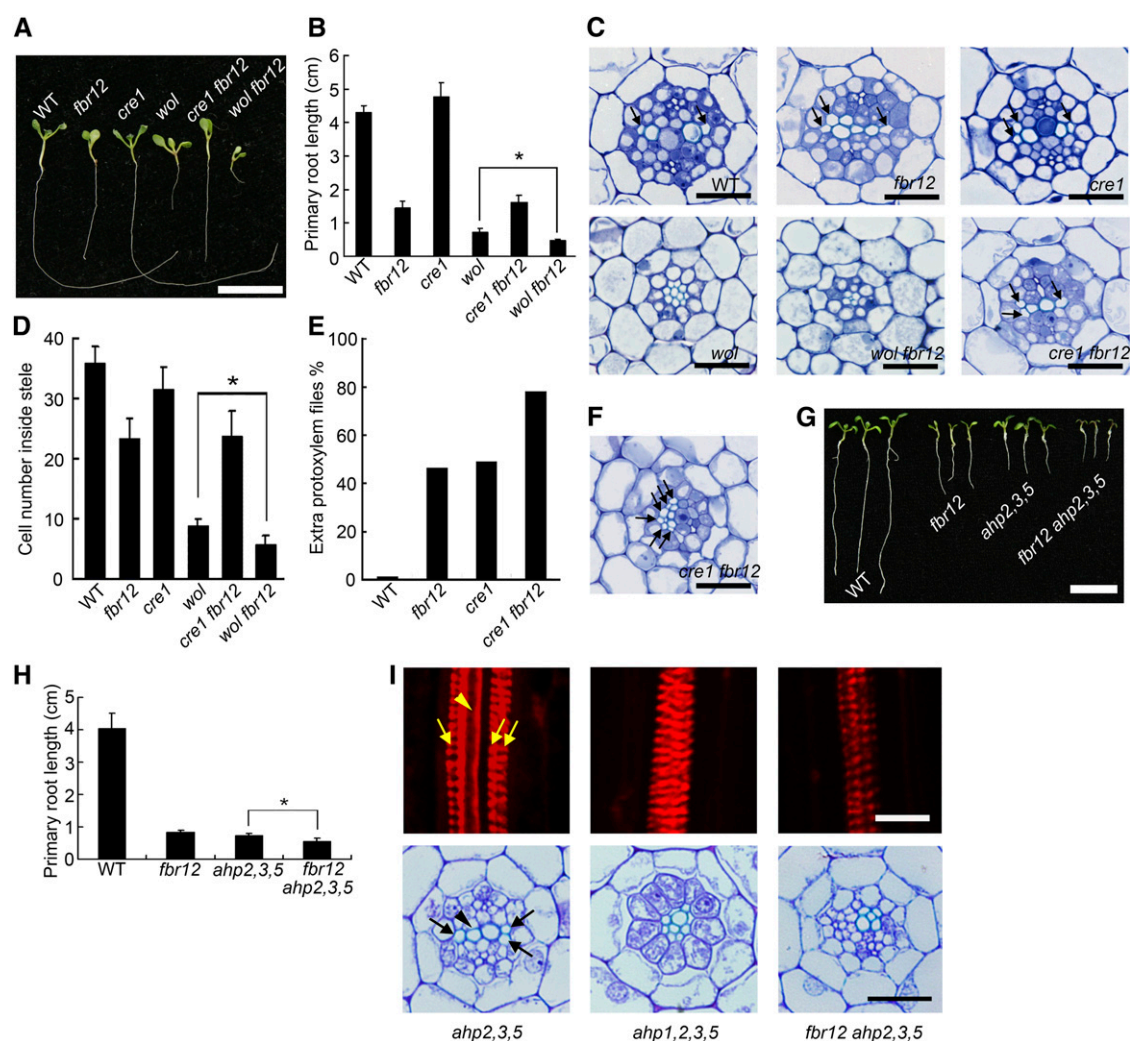 A
WT
fbr12
cre1
wol
cre1 fbr12
wol fbr12
B
Primary root length (cm)
6
5
4
3
2
1
0
*
WT
fbr12
cre1
wol
cre1 fbr12
wol fbr12
C
WT
fbr12
cre1
wol
wol fbr12
cre1 fbr12
D
Cell number inside stele
40
30
20
10
0
*
WT
fbr12
cre1
wol
cre1 fbr12
wol fbr12
E
Extra protoxylem files %
100
80
60
40
20
0
WT
fbr12
cre1
cre1 fbr12
F
cre1 fbr12
G
WT
fbr12
ahp2,3,5
fbr12 ahp2,3,5
H
Primary root length (cm)
5
4
3
2
1
0
*
WT
fbr12
ahp2,3,5
fbr12
ahp2,3,5
I
ahp2,3,5
ahp1,2,3,5
fbr12 ahp2,3,5